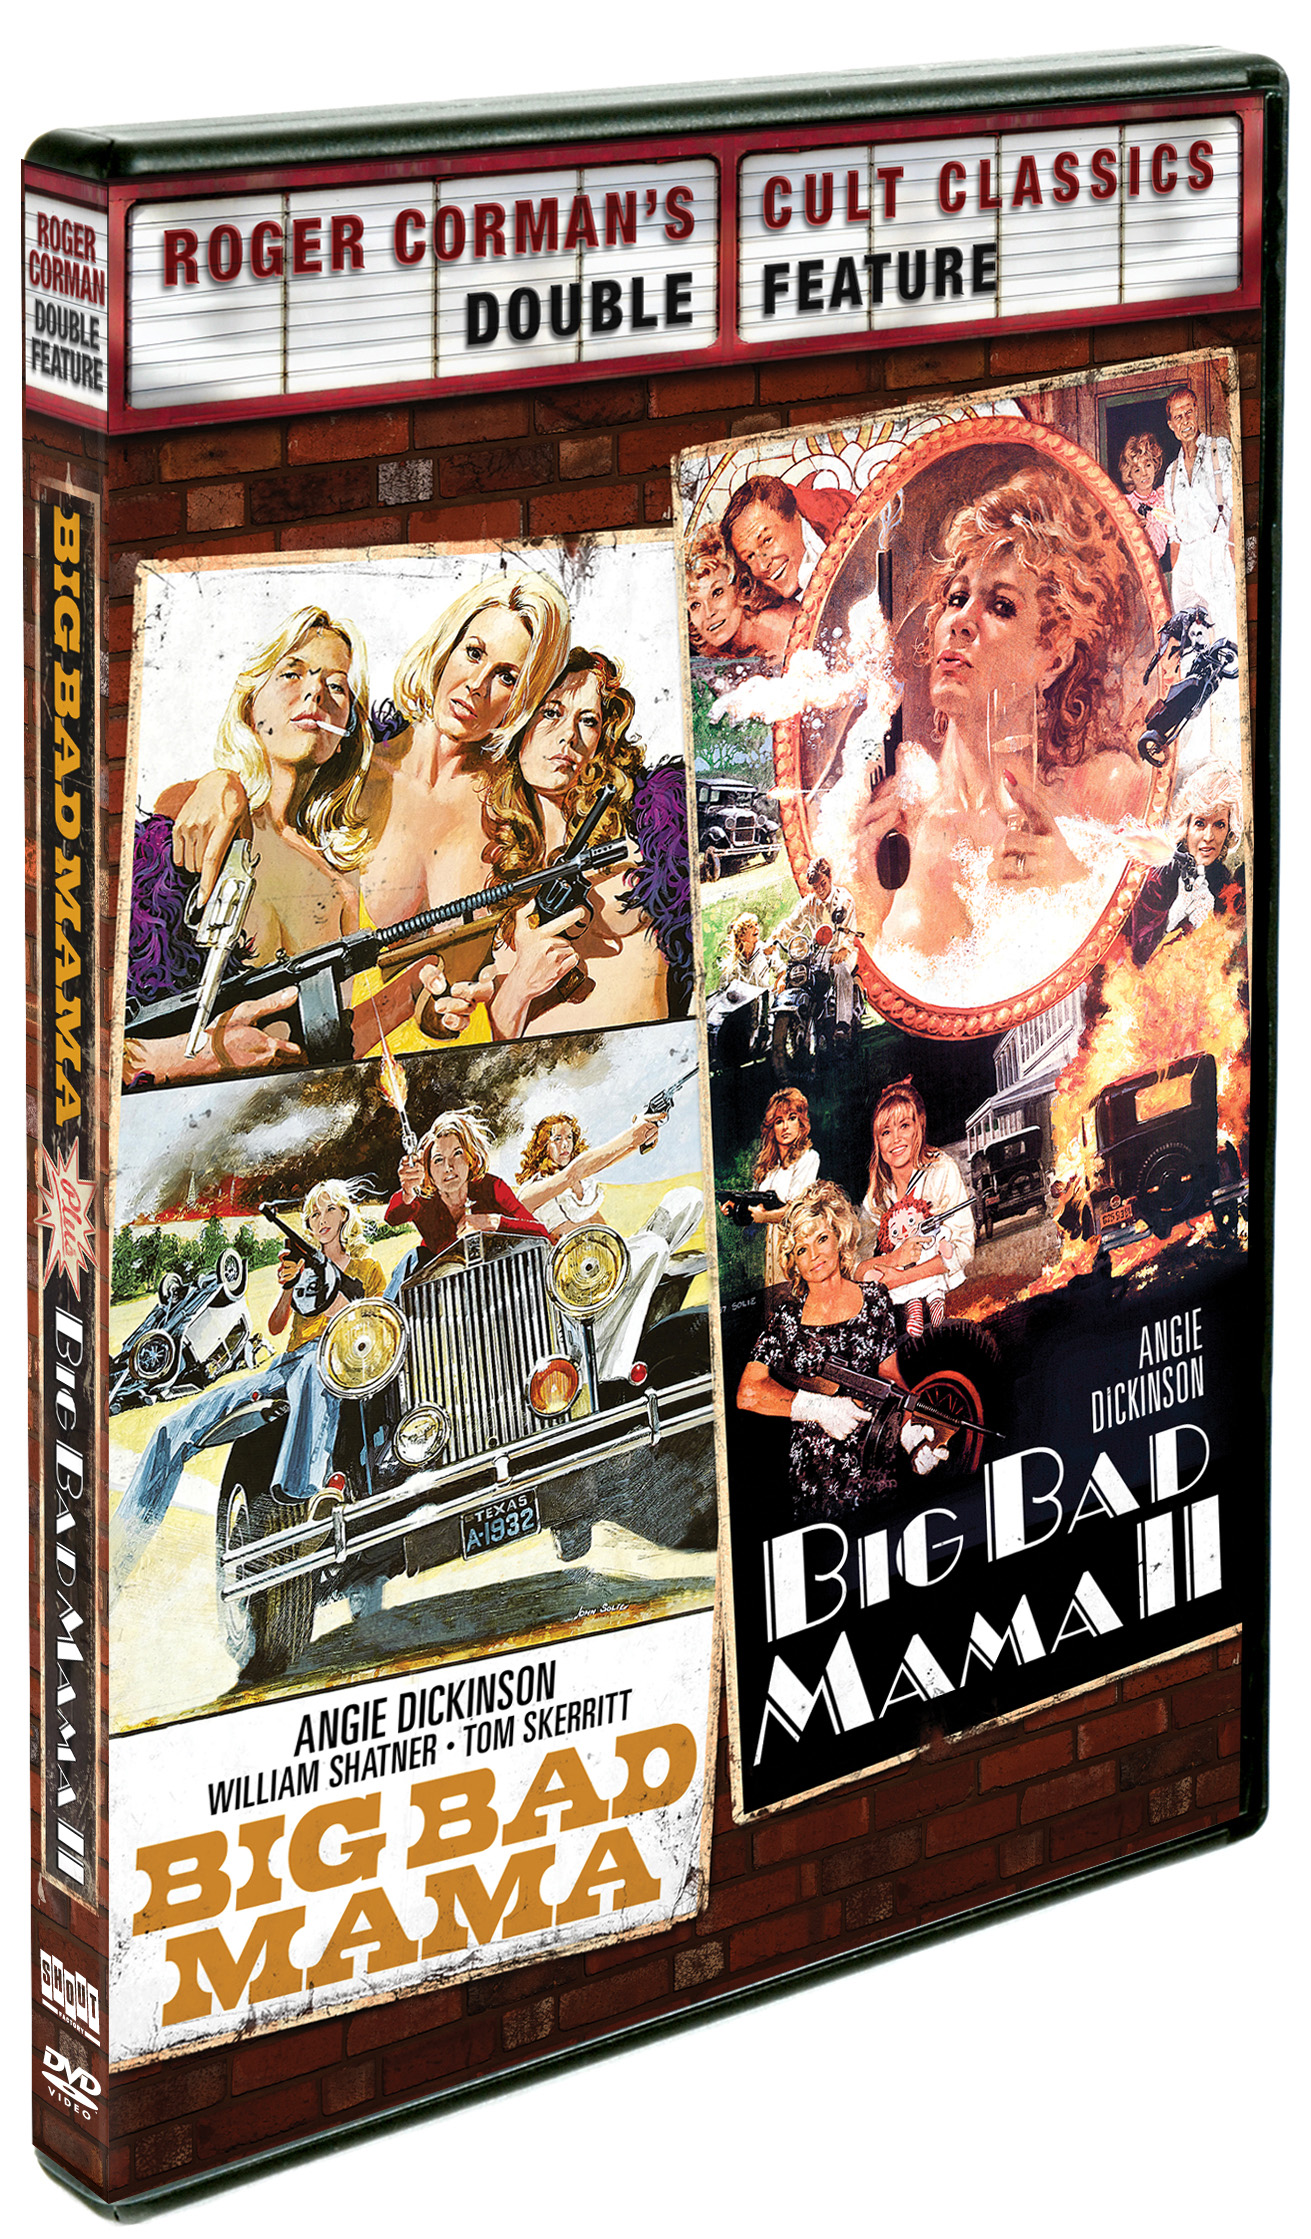 ROGER CORMAN'S
DOUBLE
CULT CLASSICS
FEATURE
ROGER
CORMAN
DOUBLE
FEATURE
BIG BAD MAMA
Plus
BIG BAD MAMA II
SHOUT
FACTORY
DVD
VIDEO
TEXAS
A-1932
JOHN SOLIE
ANGIE DICKINSON
WILLIAM SHATNER • TOM SKERRITT
BIG BAD
MAMA
ANGIE
DICKINSON
BIG BAD
MAMA II